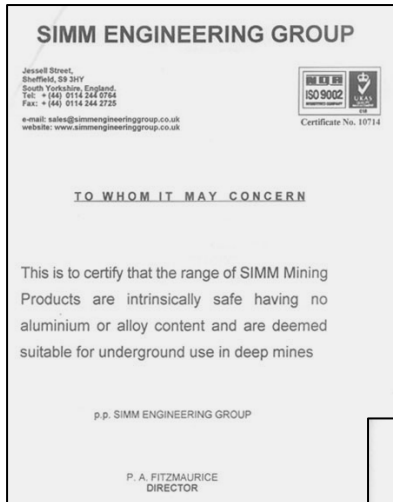 SIMM ENGINEERING GROUP
Jessell Street,
Sheffield, S9 3HY
South Yorkshire, England.
Tel: + (44) 0114 244 0764
Fax: + (44) 0114 244 2725
e-mail: sales@simmengineeringgroup.co.uk
website: www.simmengineeringgroup.co.uk
NQB
ISO 9002
UKAS
Certificate No. 10714
TO WHOM IT MAY CONCERN
This is to certify that the range of SIMM Mining
Products are intrinsically safe having no
aluminium or alloy content and are deemed
suitable for underground use in deep mines
p.p. SIMM ENGINEERING GROUP
P. A. FITZMAURICE
DIRECTOR